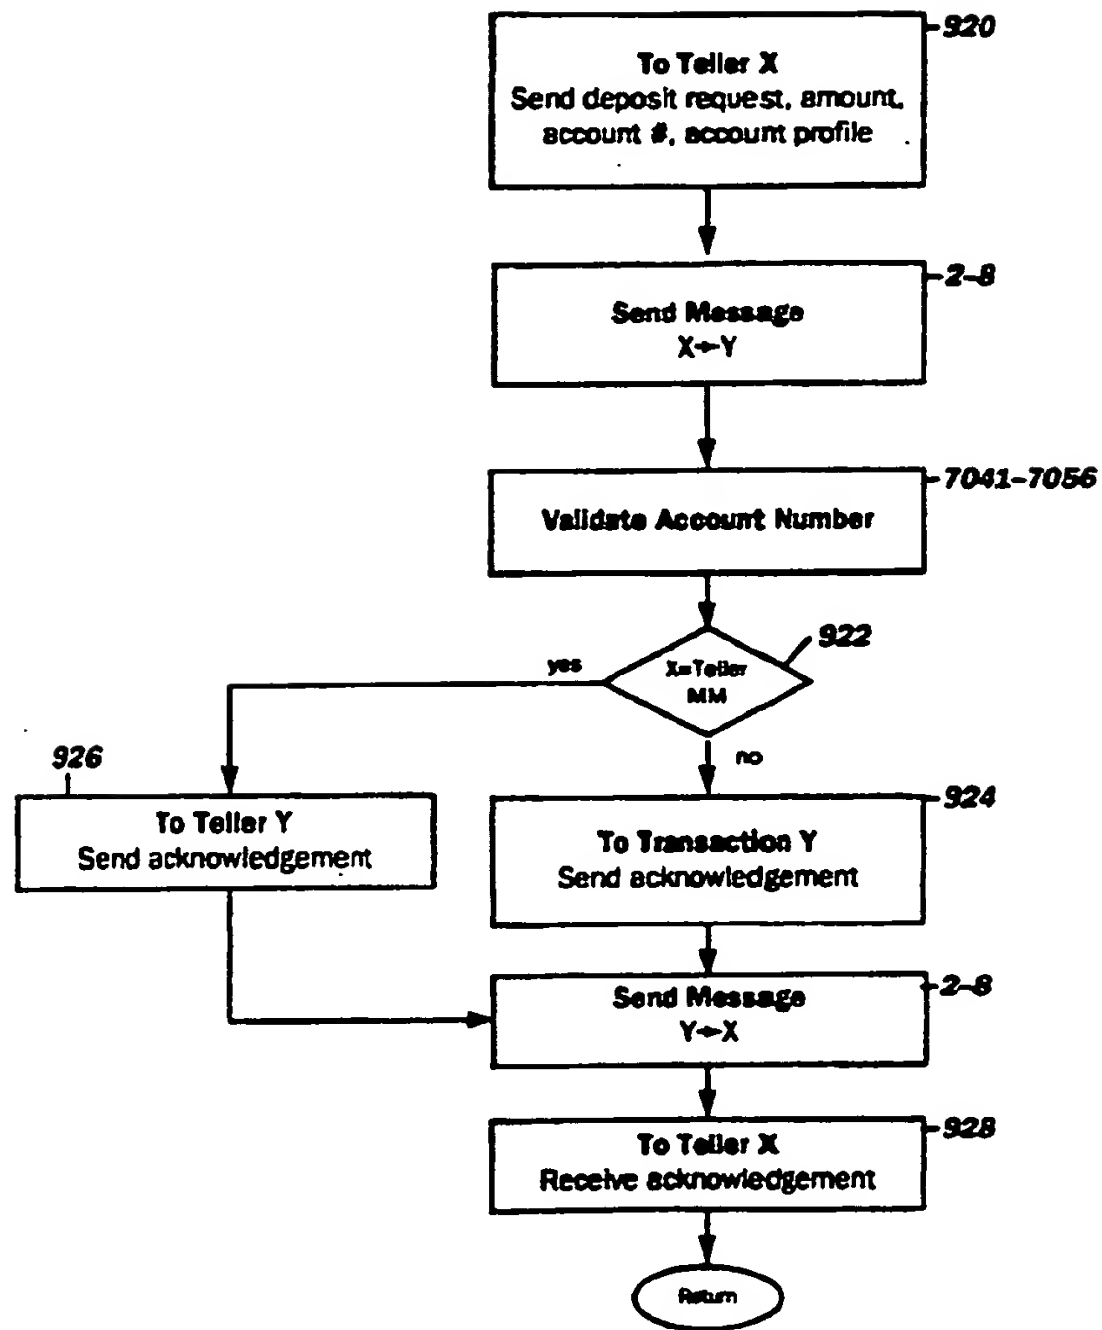 920
To Teller X
Send deposit request, amount,
account #, account profile
2-8
Send Message
X→Y
7041-7056
Validate Account Number
922
X=Teller
MM
yes
no
926
To Teller Y
Send acknowledgement
924
To Transaction Y
Send acknowledgement
2-8
Send Message
Y→X
928
To Teller X
Receive acknowledgement
Return